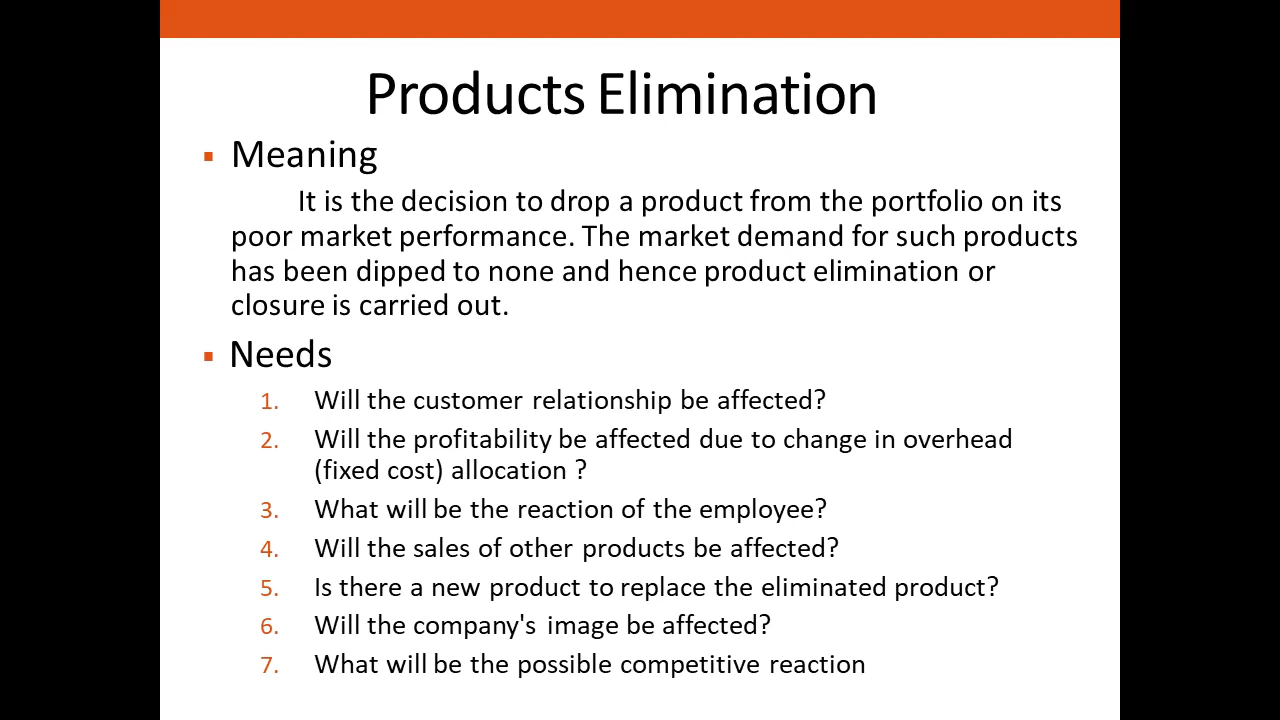 Products Elimination
▪ Meaning
It is the decision to drop a product from the portfolio on its
poor market performance. The market demand for such products
has been dipped to none and hence product elimination or
closure is carried out.
▪ Needs
1. Will the customer relationship be affected?
2. Will the profitability be affected due to change in overhead
(fixed cost) allocation ?
3. What will be the reaction of the employee?
4. Will the sales of other products be affected?
5. Is there a new product to replace the eliminated product?
6. Will the company's image be affected?
7. What will be the possible competitive reaction